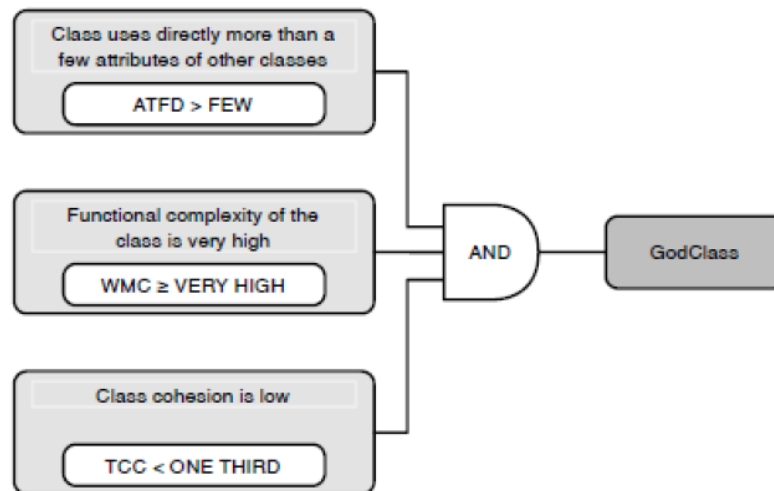 Class uses directly more than a
few attributes of other classes
ATFD > FEW
Functional complexity of the
class is very high
WMC ≥ VERY HIGH
AND
GodClass
Class cohesion is low
TCC < ONE THIRD